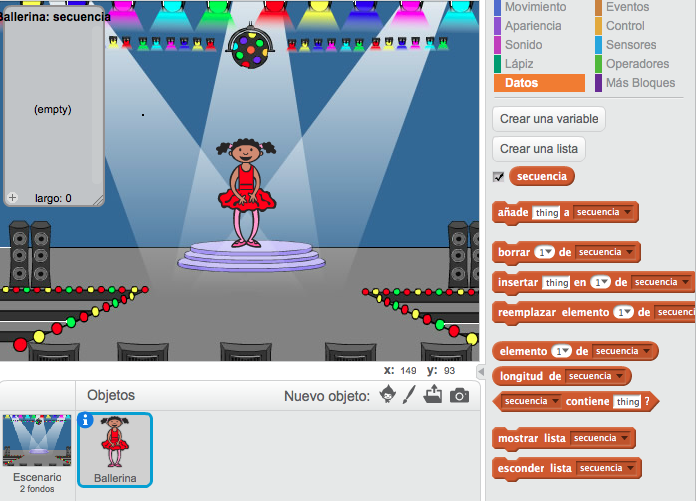 Ballerina: secuencia
(empty)
+ largo: 0
x: 149 y: 93
Objetos Nuevo objeto:
Escenario
2 fondos
Ballerina
Movimiento Eventos
Apariencia Control
Sonido Sensores
Lápiz Operadores
Datos Más Bloques
Crear una variable
Crear una lista
secuencia
añade thing a secuencia
borrar 1 de secuencia
insertar thing en 1 de secuencia
reemplazar elemento 1 de secuenc
elemento 1 de secuencia
longitud de secuencia
secuencia contiene thing ?
mostrar lista secuencia
esconder lista secuencia